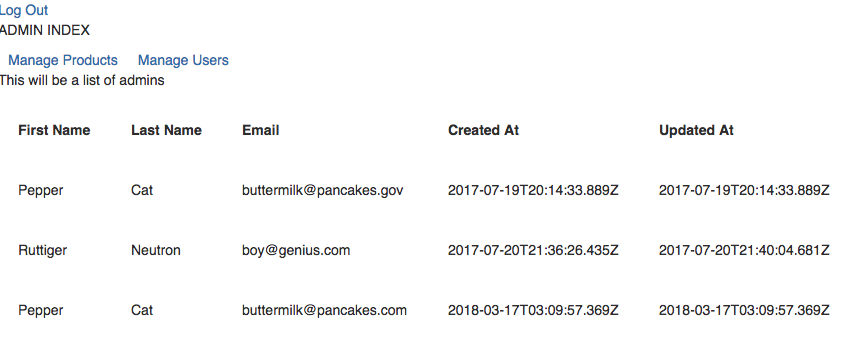 Log Out
ADMIN INDEX
Manage Products Manage Users
This will be a list of admins
First Name Last Name Email Created At Updated At
Pepper Cat buttermilk@pancakes.gov 2017-07-19T20:14:33.889Z 2017-07-19T20:14:33.889Z
Ruttiger Neutron boy@genius.com 2017-07-20T21:36:26.435Z 2017-07-20T21:40:04.681Z
Pepper Cat buttermilk@pancakes.com 2018-03-17T03:09:57.369Z 2018-03-17T03:09:57.369Z